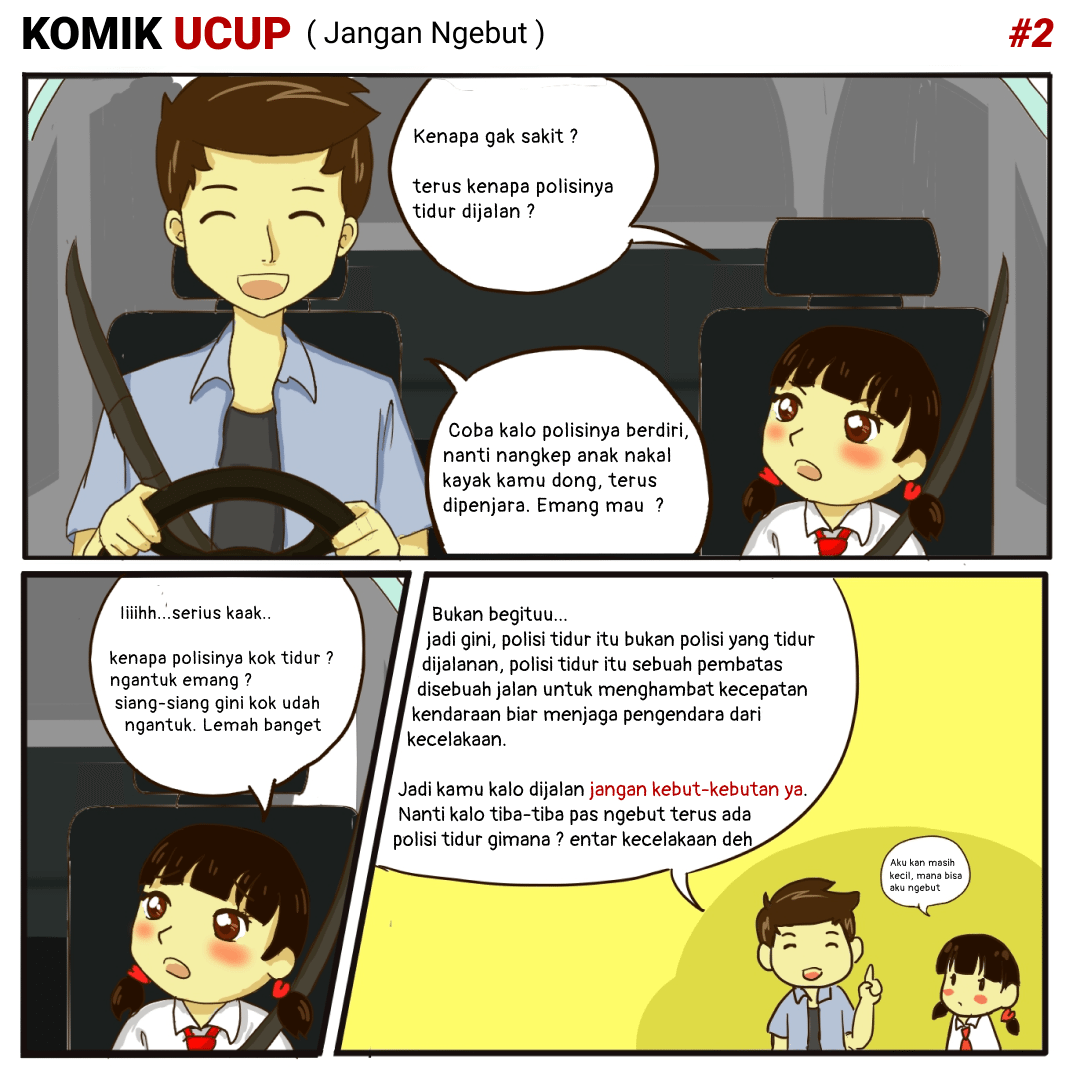 KOMIK UCUP ( Jangan Ngebut ) #2
Kenapa gak sakit ?
terus kenapa polisinya
tidur dijalan ?
Coba kalo polisinya berdiri,
nanti nangkep anak nakal
kayak kamu dong, terus
dipenjara. Emang mau ?
Iiiihh...serius kaak..
kenapa polisinya kok tidur ?
ngantuk emang ?
siang-siang gini kok udah
ngantuk. Lemah banget
Bukan begituu...
jadi gini, polisi tidur itu bukan polisi yang tidur
dijalanan, polisi tidur itu sebuah pembatas
disebuah jalan untuk menghambat kecepatan
kendaraan biar menjaga pengendara dari
kecelakaan.
Jadi kamu kalo dijalan jangan kebut-kebutan ya.
Nanti kalo tiba-tiba pas ngebut terus ada
polisi tidur gimana ? entar kecelakaan deh
Aku kan masih
kecil, mana bisa
aku ngebut